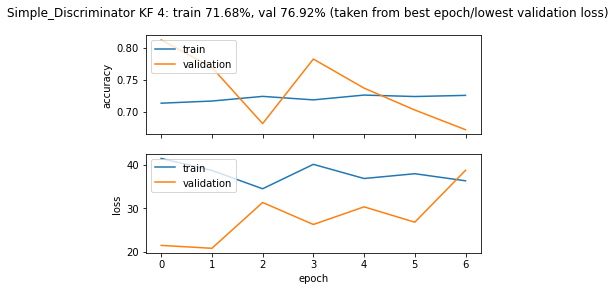 Simple_Discriminator KF 4: train 71.68%, val 76.92% (taken from best epoch/lowest validation loss)
0.80
0.75
0.70
accuracy
train
validation
40
30
20
loss
train
validation
0 1 2 3 4 5 6
epoch